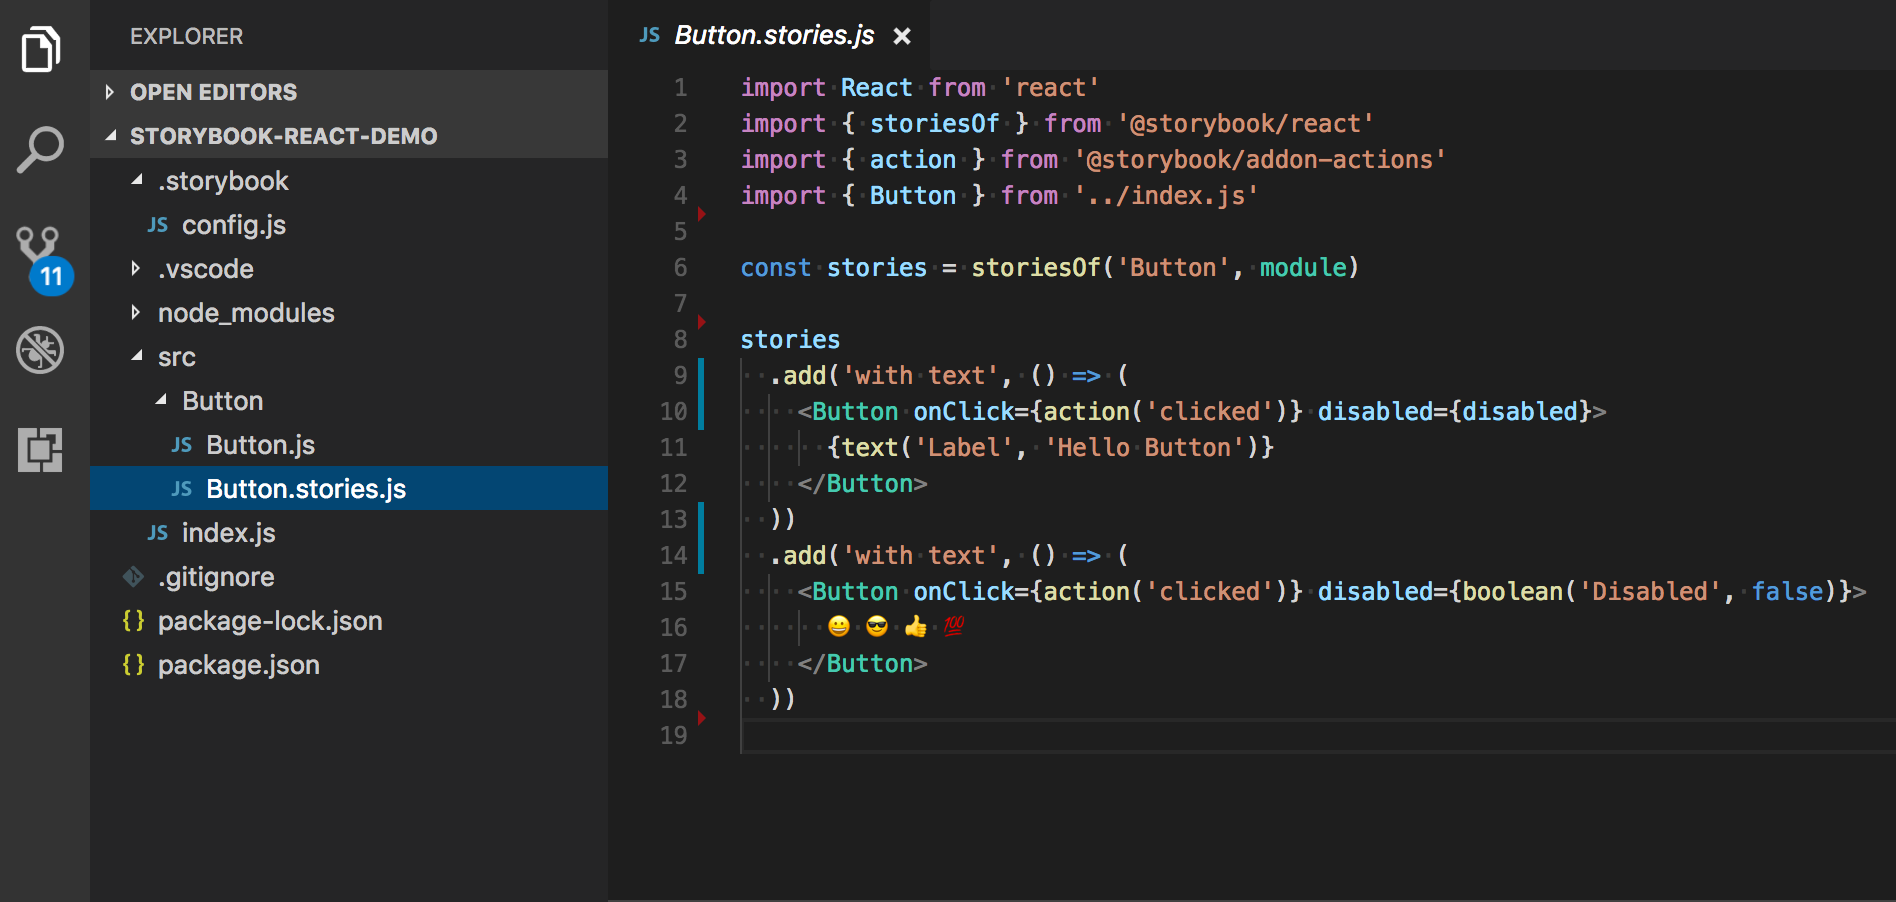 EXPLORER
OPEN EDITORS
STORYBOOK-REACT-DEMO
.storybook
JS config.js
.vscode
node_modules
src
Button
JS Button.js
JS Button.stories.js
JS index.js
.gitignore
{} package-lock.json
{} package.json
11
JS Button.stories.js ×
1 import React from 'react'
2 import { storiesOf } from '@storybook/react'
3 import { action } from '@storybook/addon-actions'
4 import { Button } from '../index.js'
5
6 const stories = storiesOf('Button', module)
7
8 stories
9   .add('with text', () => (
10     <Button onClick={action('clicked')} disabled={disabled}>
11       {text('Label', 'Hello Button')}
12     </Button>
13   ))
14   .add('with text', () => (
15     <Button onClick={action('clicked')} disabled={boolean('Disabled', false)}>
16       😀 😎 👍 💯
17     </Button>
18   ))
19